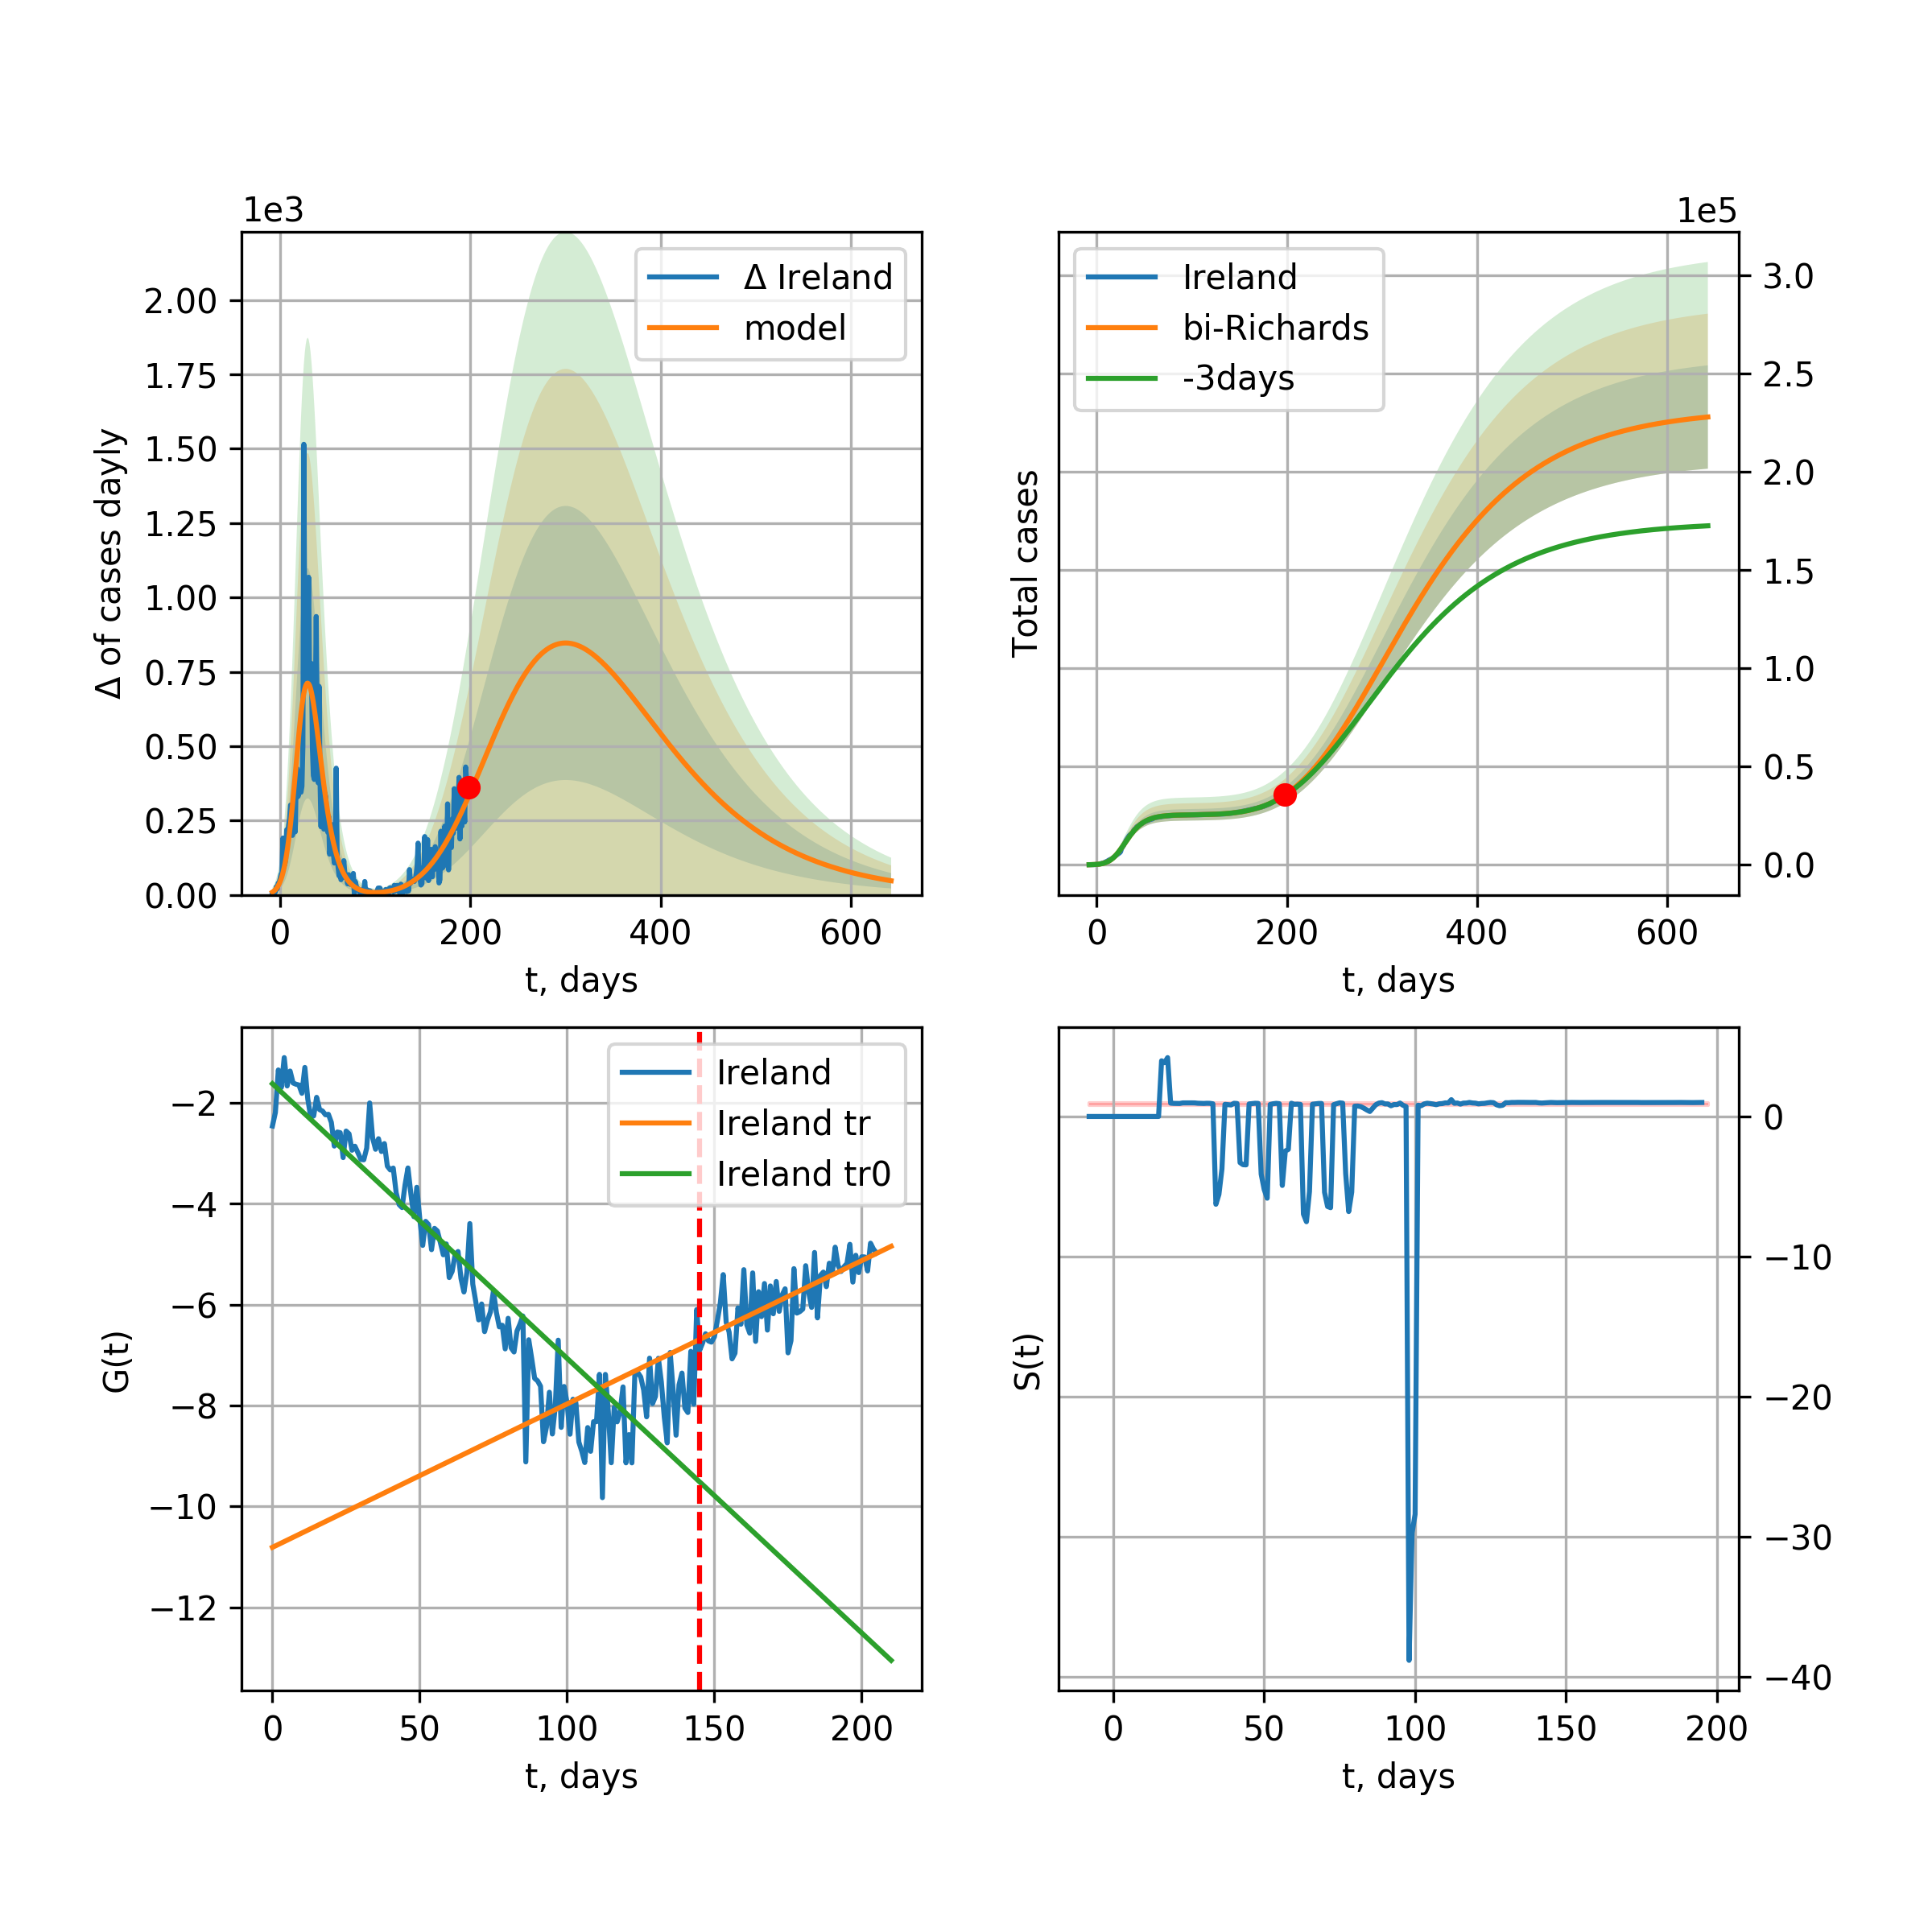 1e3
Δ Ireland
model
2.00
1.75
1.50
1.25
1.00
0.75
0.50
0.25
0.00
Δ of cases dayly
0
200
400
600
t, days
1e5
Ireland
bi-Richards
-3days
3.0
2.5
2.0
1.5
1.0
0.5
0.0
Total cases
0
200
400
600
t, days
Ireland
Ireland tr
Ireland tr0
−2
−4
−6
−8
−10
−12
G(t)
0
50
100
150
200
t, days
0
−10
−20
−30
−40
S(t)
0
50
100
150
200
t, days